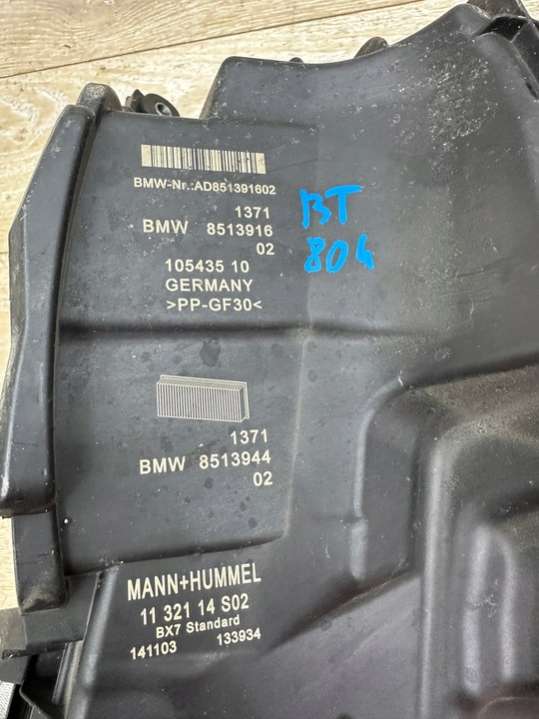 BMW-Nr.:AD851391602
1371
BMW 8513916
02
105435 10
GERMANY
>PP-GF30<
BT
804
1371
BMW 8513944
02
MANN+HUMMEL
11 321 14 S02
BX7 Standard
141103 133934